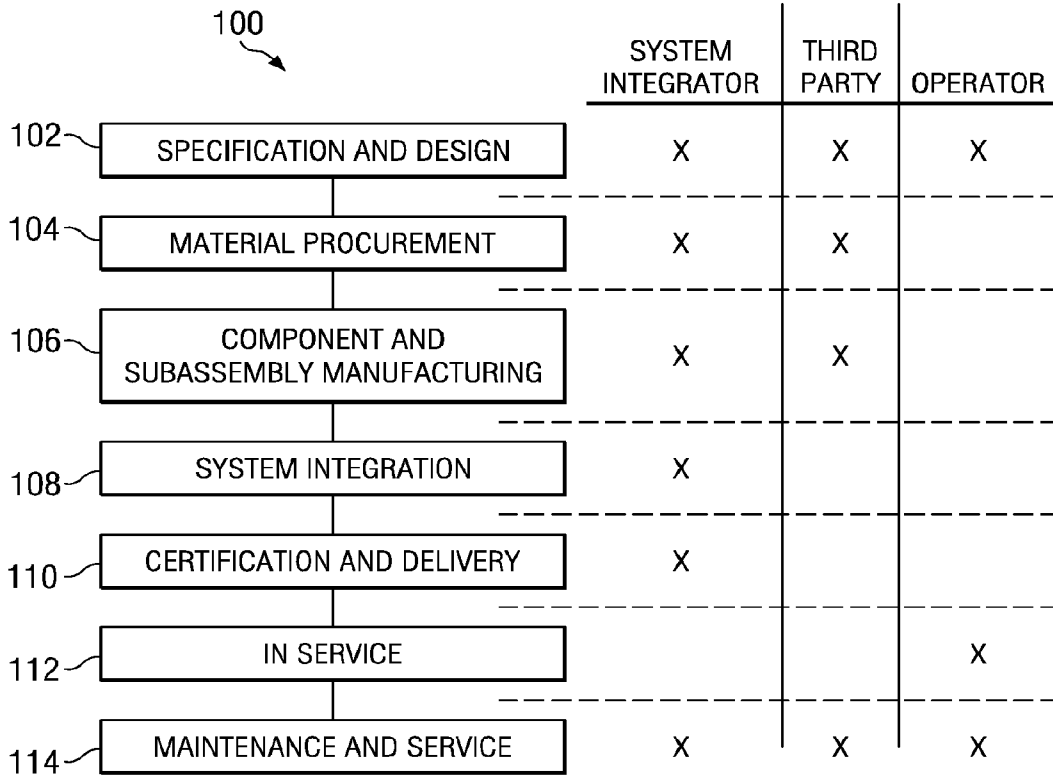 100
SYSTEM
INTEGRATOR
THIRD
PARTY
OPERATOR
102
SPECIFICATION AND DESIGN
X
X
X
104
MATERIAL PROCUREMENT
X
X
106
COMPONENT AND
SUBASSEMBLY MANUFACTURING
X
X
108
SYSTEM INTEGRATION
X
110
CERTIFICATION AND DELIVERY
X
112
IN SERVICE
X
114
MAINTENANCE AND SERVICE
X
X
X